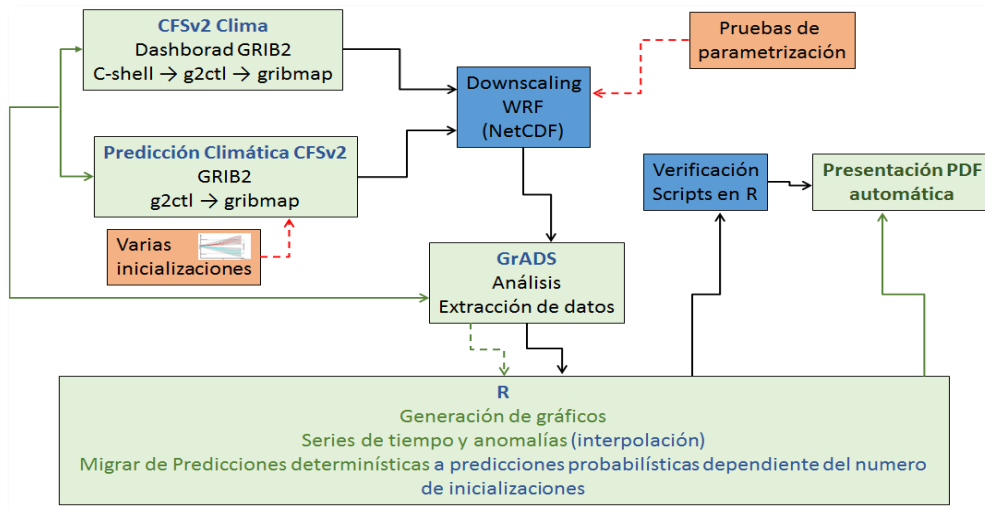 CFSv2 Clima
Dashborad GRIB2
C-shell → g2ctl → gribmap
Pruebas de
parametrización
Downscaling
WRF
(NetCDF)
Predicción Climática CFSv2
GRIB2
g2ctl → gribmap
Verificación
Scripts en R
Presentación PDF
automática
Varias
inicializaciones
GrADS
Análisis
Extracción de datos
R
Generación de gráficos
Series de tiempo y anomalías (interpolación)
Migrar de Predicciones determinísticas a predicciones probabilísticas dependiente del numero
de inicializaciones